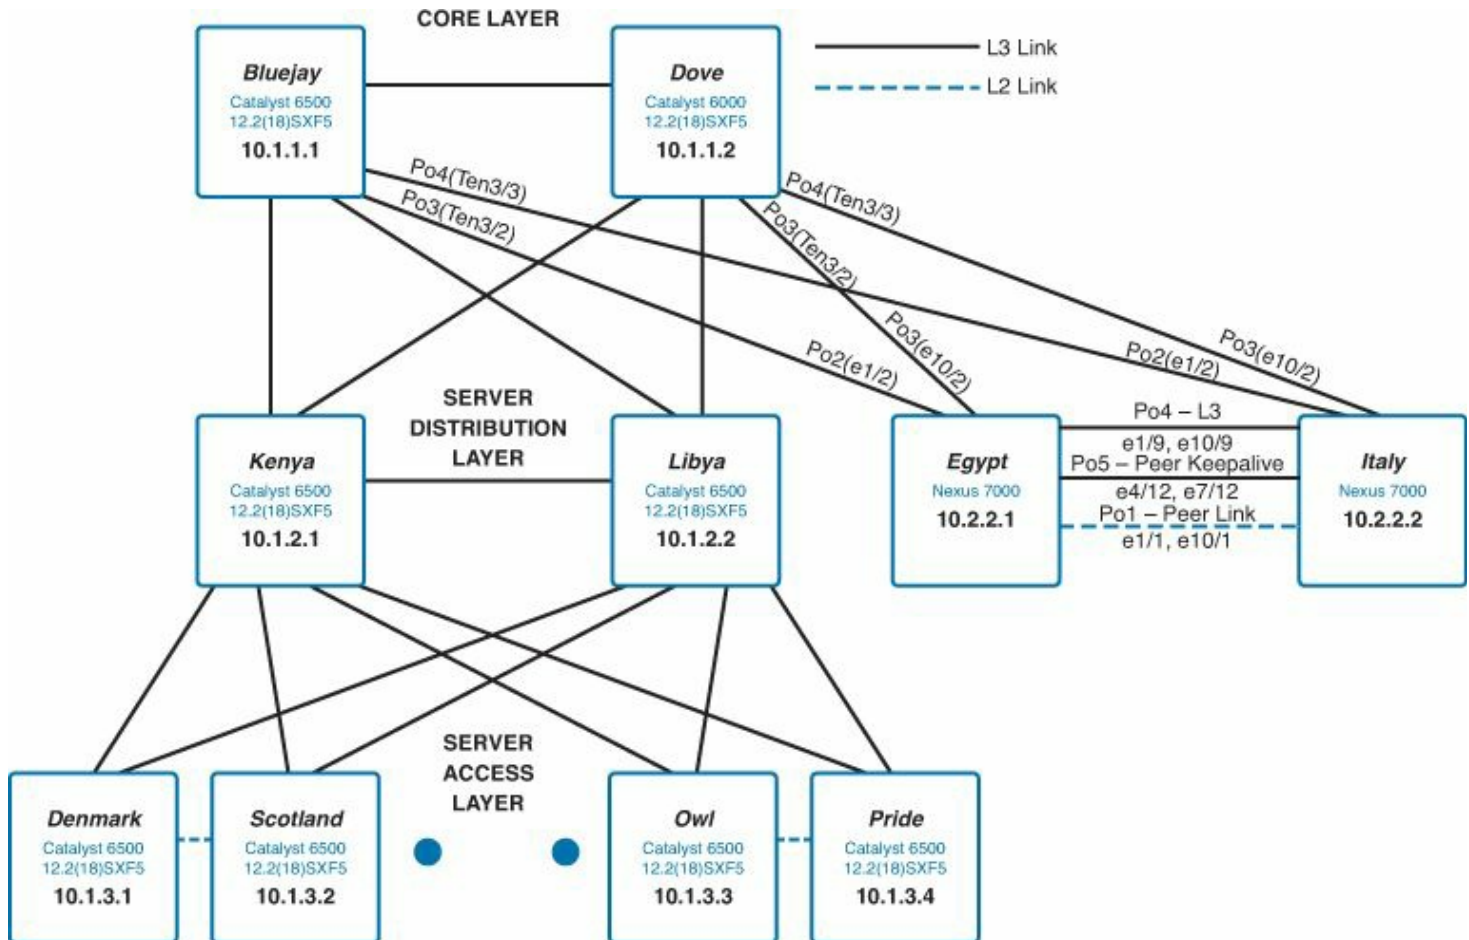 CORE LAYER
Bluejay
Catalyst 6500
12.2(18)SXF5
10.1.1.1
Dove
Catalyst 6000
12.2(18)SXF5
10.1.1.2
L3 Link
L2 Link
Po4(Ten3/3)
Po3(Ten3/2)
Po3(Ten3/2)
Po4(Ten3/3)
Po2(e1/2)
Po3(e10/2)
Po2(e1/2)
Po3(e10/2)
SERVER
DISTRIBUTION
LAYER
Kenya
Catalyst 6500
12.2(18)SXF5
10.1.2.1
Libya
Catalyst 6500
12.2(18)SXF5
10.1.2.2
Egypt
Nexus 7000
10.2.2.1
Po4 – L3
e1/9, e10/9
Po5 – Peer Keepalive
e4/12, e7/12
Po1 – Peer Link
e1/1, e10/1
Italy
Nexus 7000
10.2.2.2
SERVER
ACCESS
LAYER
Denmark
Catalyst 6500
12.2(18)SXF5
10.1.3.1
Scotland
Catalyst 6500
12.2(18)SXF5
10.1.3.2
Owl
Catalyst 6500
12.2(18)SXF5
10.1.3.3
Pride
Catalyst 6500
12.2(18)SXF5
10.1.3.4